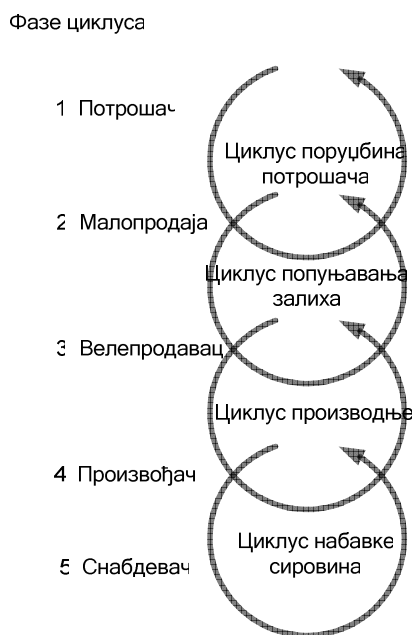 Фазе циклуса
1 Потрошач
Циклус поруџбина
потрошача
2 Малопродаја
Циклус попуњавања
залиха
3 Велепродавац
Циклус производње
4 Произвођач
Циклус набавке
сировина
5 Снабдевач